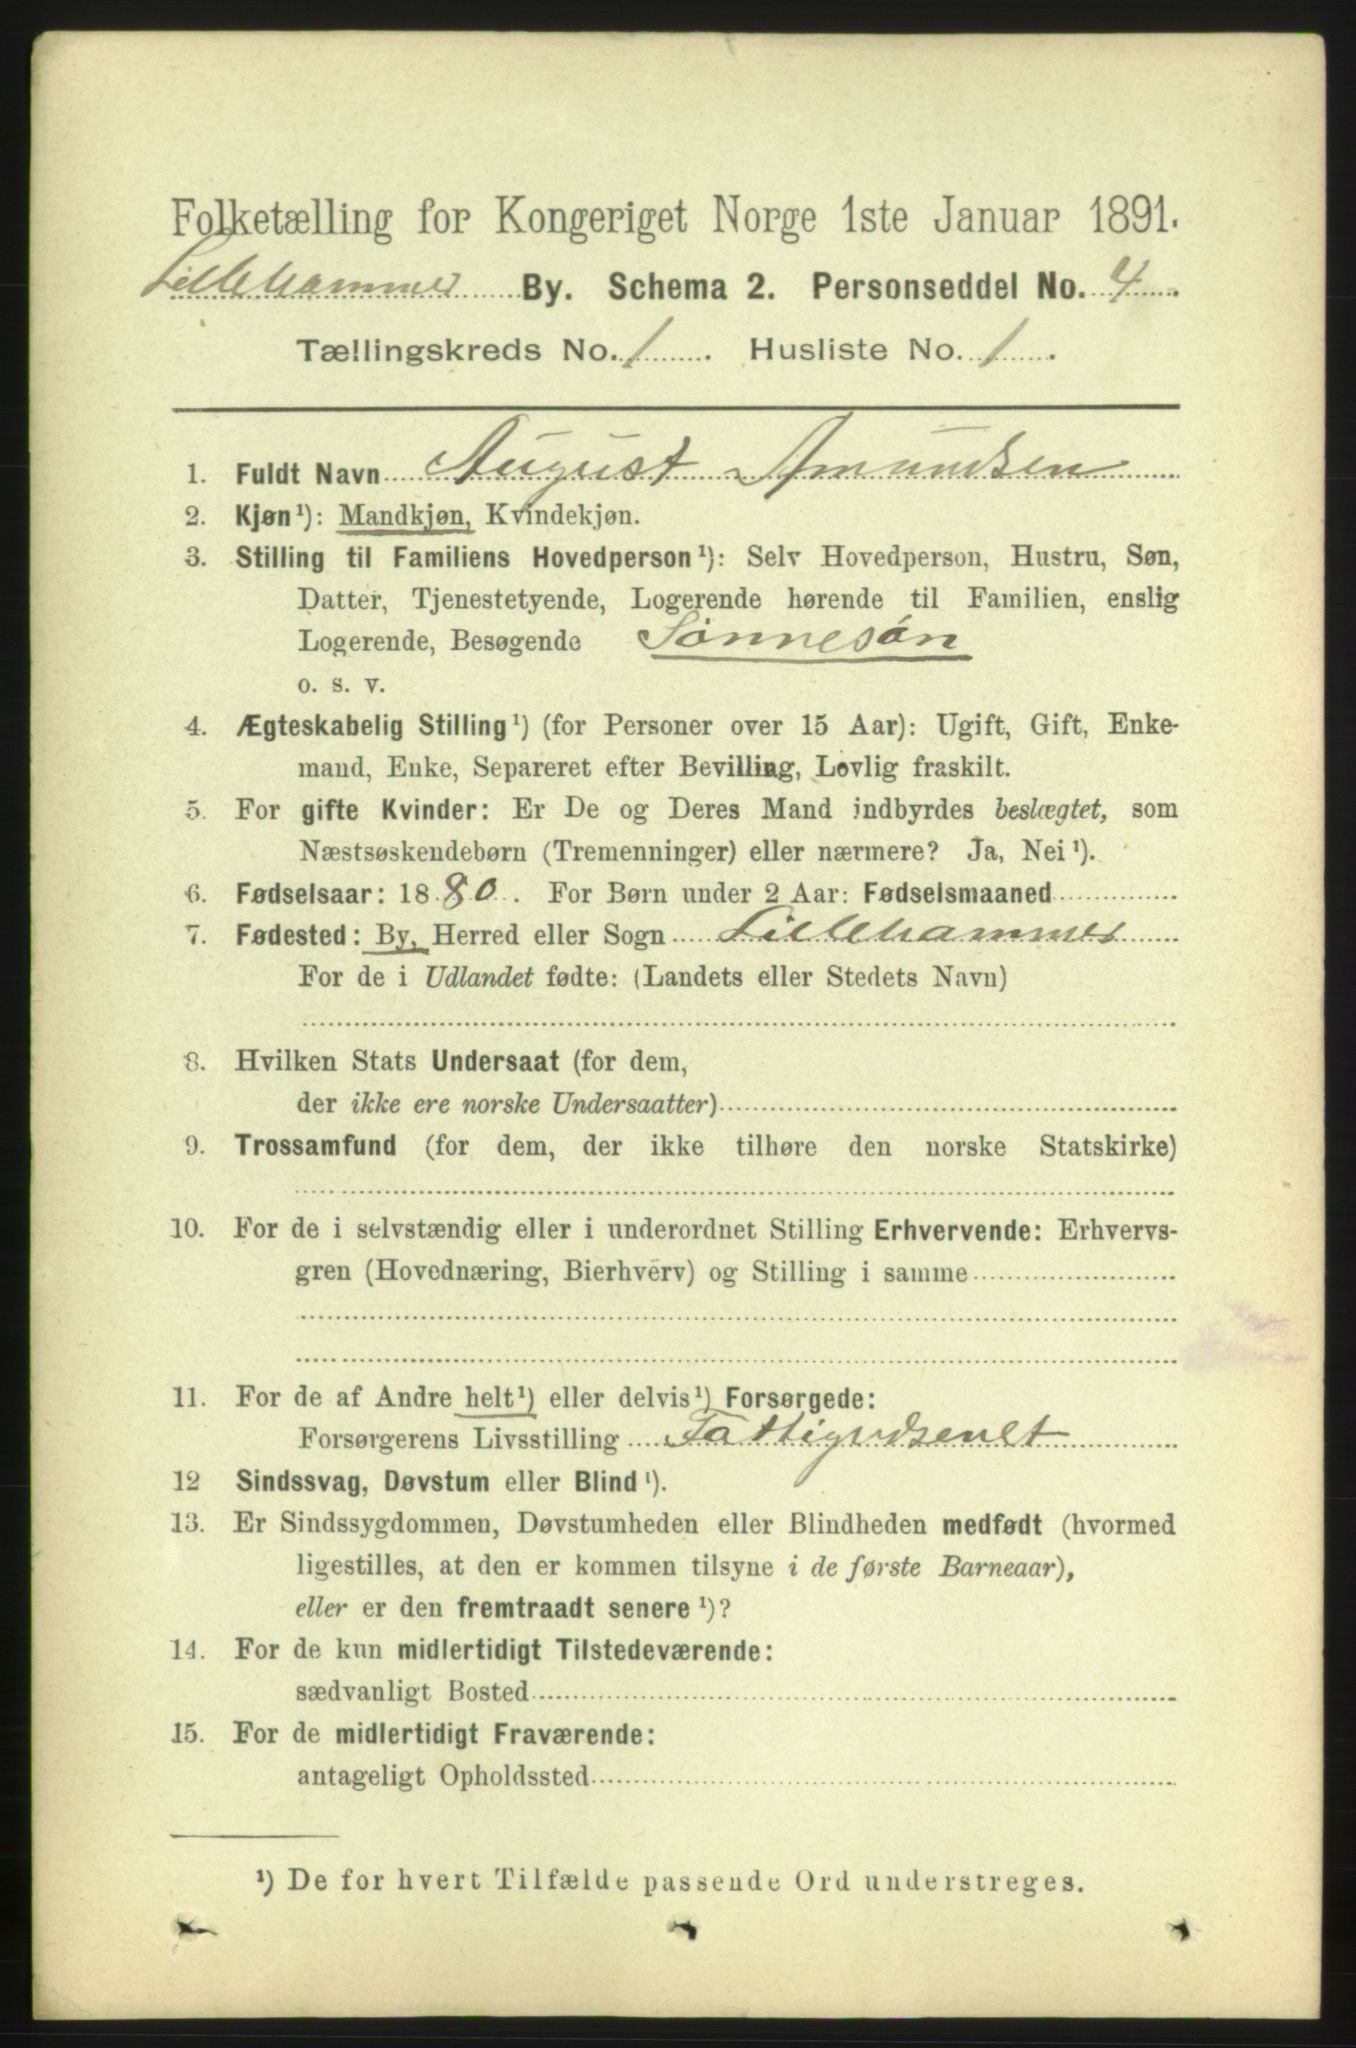 Folketælling for Kongeriget Norge 1ste Januar 1891.
Lillehammer By. Schema 2. Personseddel No. 4.
Tællingskreds No. 1. Husliste No. 1.
1. Fuldt Navn August Amundsen
2. Kjøn¹): Mandkjøn, Kvindekjøn.
3. Stilling til Familiens Hovedperson¹): Selv Hovedperson, Hustru, Søn,
Datter, Tjenestetyende, Logerende hørende til Familien, enslig
Logerende, Besøgende Sønnesøn
o. s. v.
4. Ægteskabelig Stilling¹) (for Personer over 15 Aar): Ugift, Gift, Enke-
mand, Enke, Separeret efter Bevilling, Lovlig fraskilt.
5. For gifte Kvinder: Er De og Deres Mand indbyrdes beslægtet, som
Næstsøskendebørn (Tremenninger) eller nærmere? Ja, Nei¹).
6. Fødselsaar: 1880. For Børn under 2 Aar: Fødselsmaaned
7. Fødested: By, Herred eller Sogn Lillehammer
For de i Udlandet fødte: (Landets eller Stedets Navn)
8. Hvilken Stats Undersaat (for dem,
der ikke ere norske Undersaatter)
9. Trossamfund (for dem, der ikke tilhøre den norske Statskirke)
10. For de i selvstændig eller i underordnet Stilling Erhvervende: Erhvervs-
gren (Hovednæring, Bierhverv) og Stilling i samme
11. For de af Andre helt¹) eller delvis¹) Forsørgede:
Forsørgerens Livsstilling Fattigvæsenet
12 Sindssvag, Døvstum eller Blind¹).
13. Er Sindssygdommen, Døvstumheden eller Blindheden medfødt (hvormed
ligestilles, at den er kommen tilsyne i de første Barneaar),
eller er den fremtraadt senere¹)?
14. For de kun midlertidigt Tilstedeværende:
sædvanligt Bosted
15. For de midlertidigt Fraværende:
antageligt Opholdssted
¹) De for hvert Tilfælde passende Ord understreges.